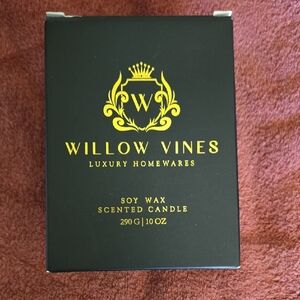 W
WILLOW VINES
LUXURY HOMEWARES
SOY WAX
SCENTED CANDLE
290 G | 10 OZ